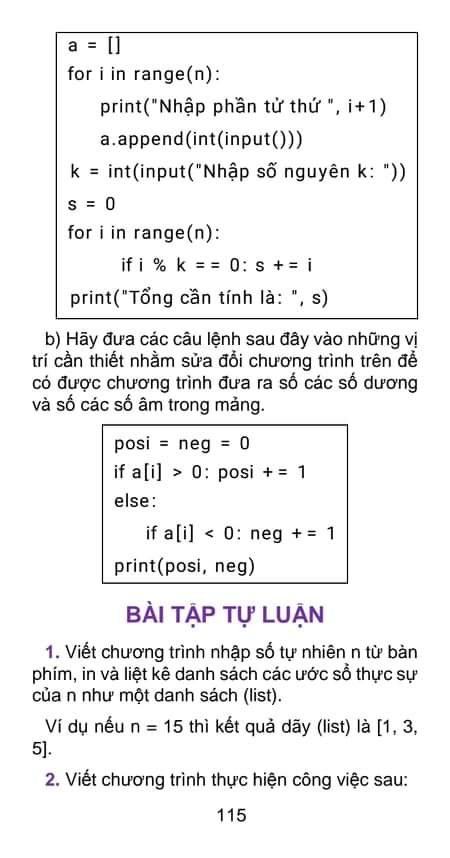 a = []
for i in range(n):
print("Nhập phần tử thứ ", i+1)
a.append(int(input()))
k = int(input("Nhập số nguyên k: "))
s = 0
for i in range(n):
if i % k = = 0: s + = i
print("Tổng cần tính là: ", s)
b) Hãy đưa các câu lệnh sau đây vào những vị
trí cần thiết nhằm sửa đổi chương trình trên để
có được chương trình đưa ra số các số dương
và số các số âm trong mảng.
posi = neg = 0
if a[i] > 0: posi + = 1
else:
if a[i] < 0: neg + = 1
print(posi, neg)
BÀI TẬP TỰ LUẬN
1. Viết chương trình nhập số tự nhiên n từ bàn
phím, in và liệt kê danh sách các ước số thực sự
của n như một danh sách (list).
Ví dụ nếu n = 15 thì kết quả dãy (list) là [1, 3,
5].
2. Viết chương trình thực hiện công việc sau:
115